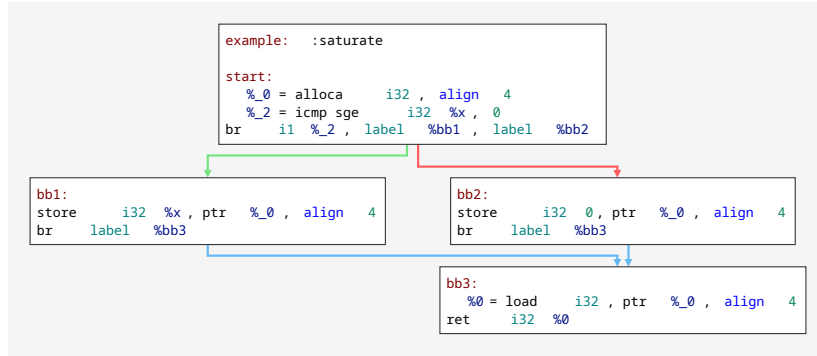 example: :saturate
start:
%_0 = alloca i32 , align 4
%_2 = icmp sge i32 %x , 0
br i1 %_2 , label %bb1 , label %bb2
bb1:
store i32 %x , ptr %_0 , align 4
br label %bb3
bb2:
store i32 0 , ptr %_0 , align 4
br label %bb3
bb3:
%0 = load i32 , ptr %_0 , align 4
ret i32 %0